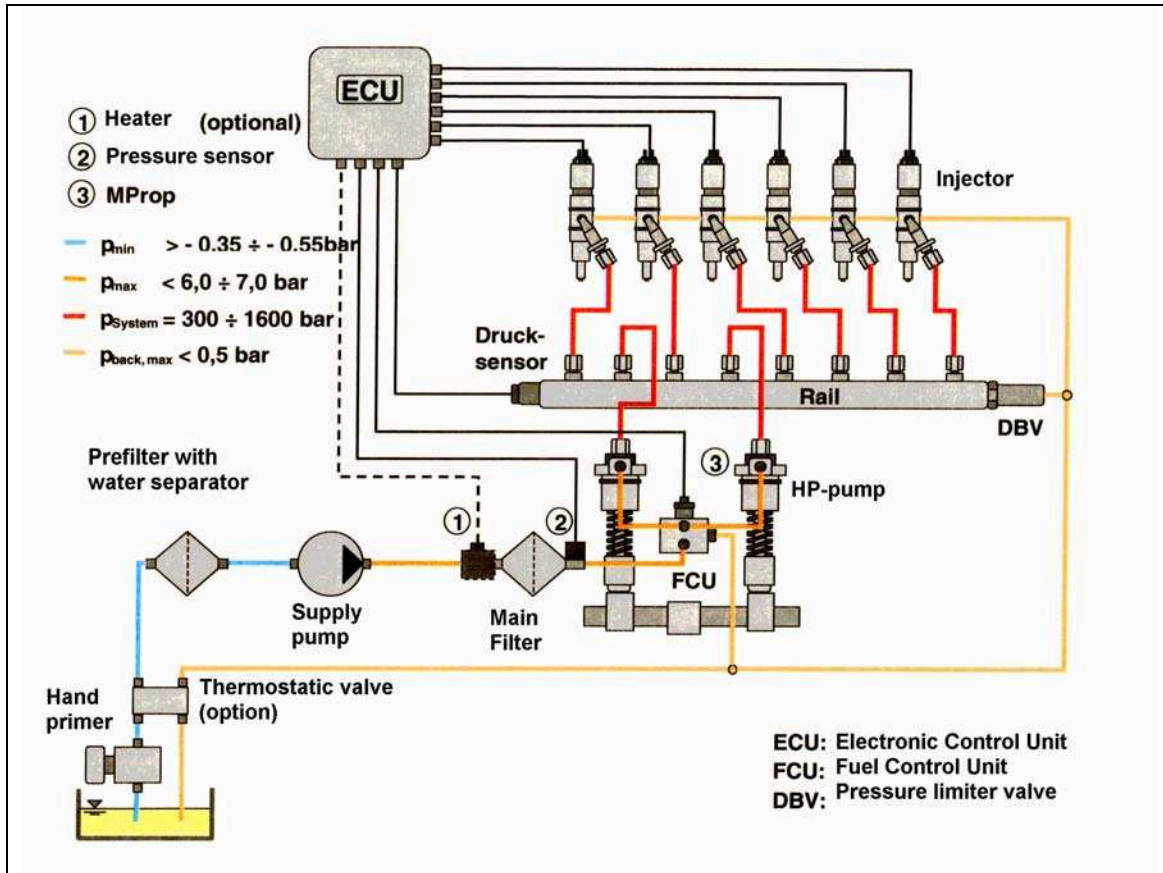 ECU
① Heater (optional)
② Pressure sensor
③ MProp
pmin > - 0.35 ÷ - 0.55bar
pmax < 6,0 ÷ 7,0 bar
pSystem = 300 ÷ 1600 bar
pback, max < 0,5 bar
Injector
Druck-
sensor
Rail
DBV
Prefilter with
water separator
③
HP-pump
①
②
FCU
Supply
pump
Main
Filter
Hand
primer
Thermostatic valve
(option)
ECU: Electronic Control Unit
FCU: Fuel Control Unit
DBV: Pressure limiter valve